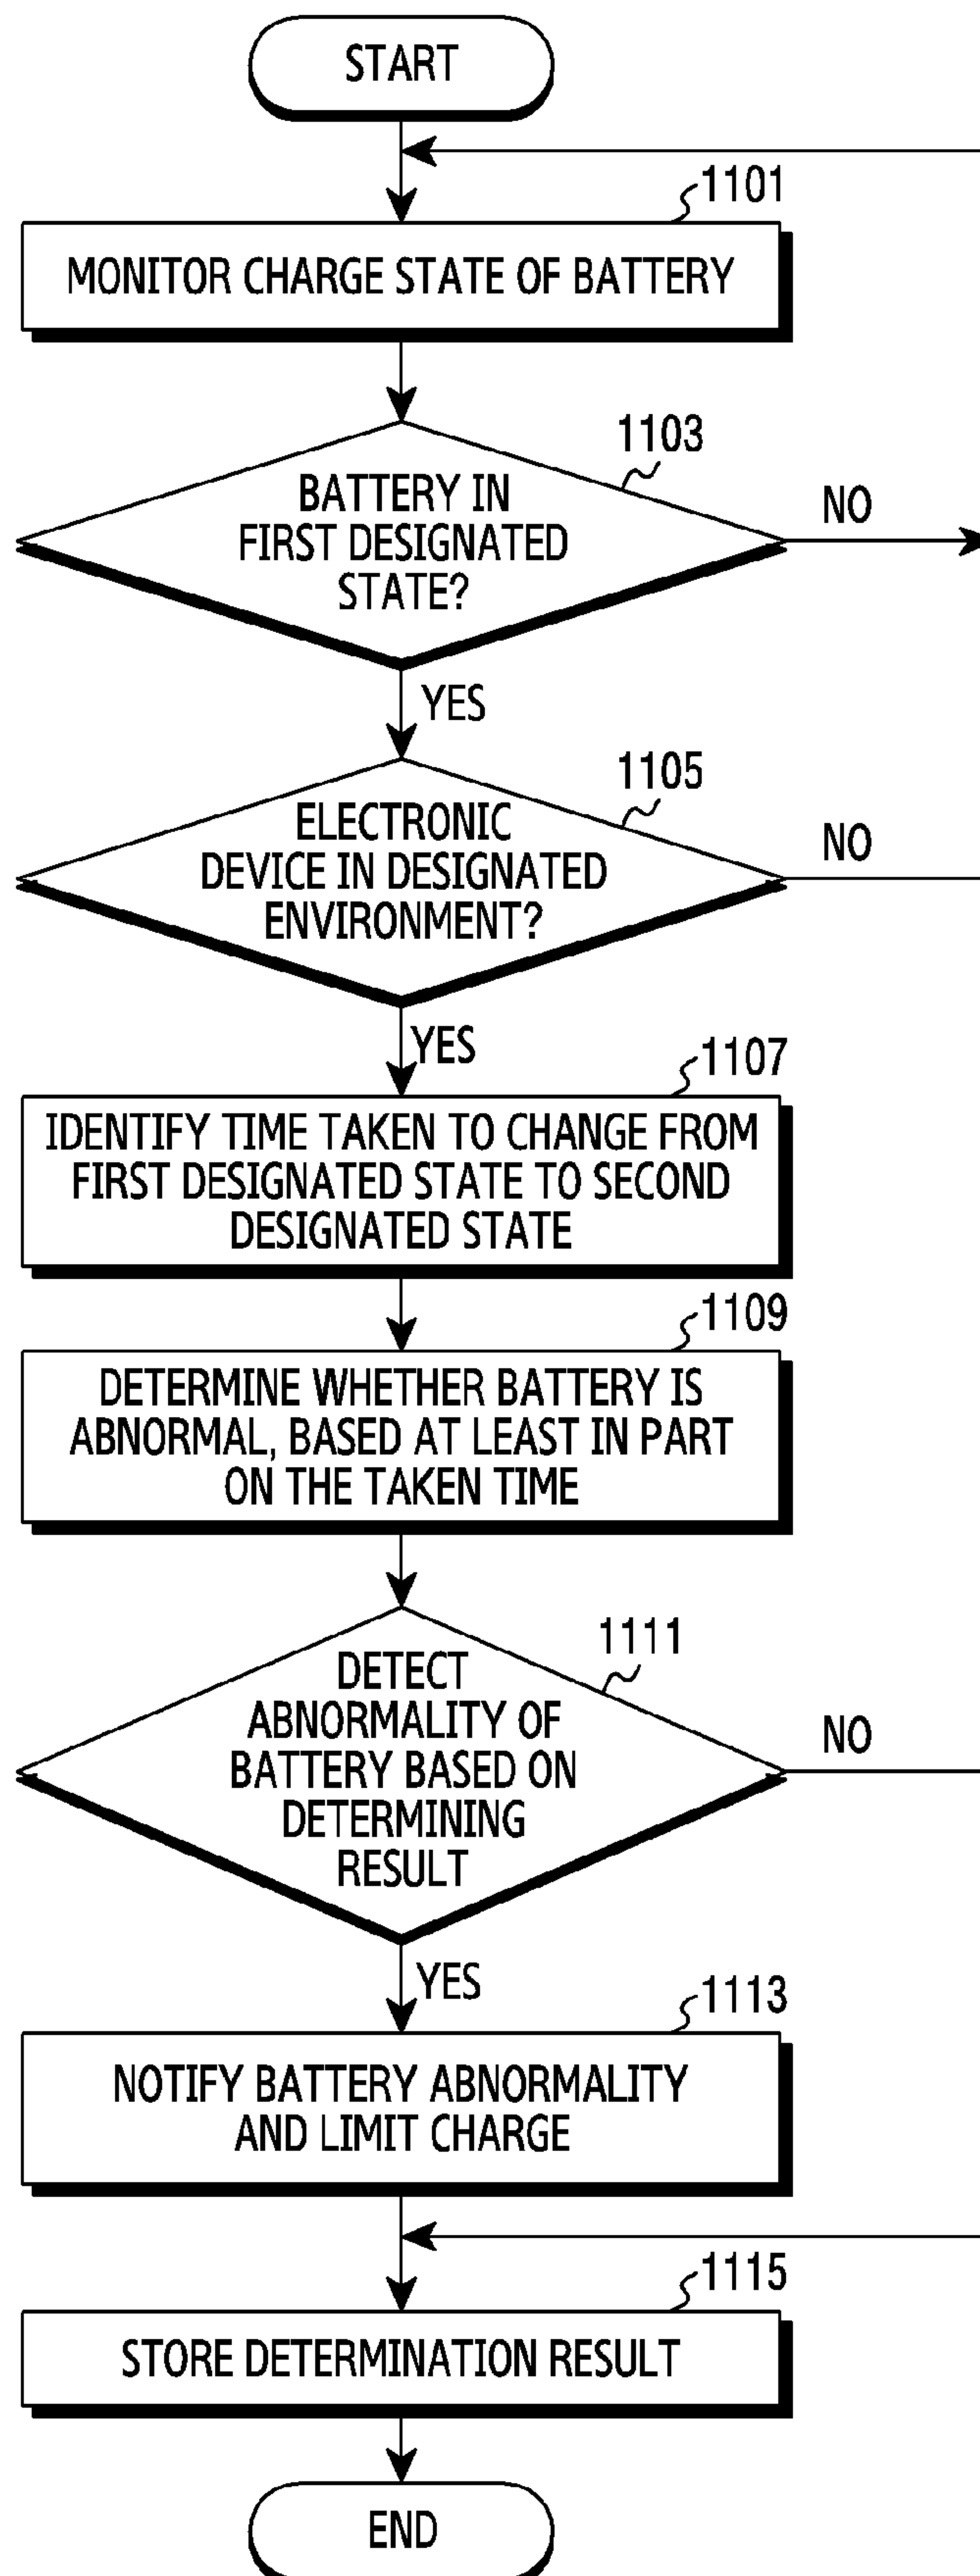 START
1101
MONITOR CHARGE STATE OF BATTERY
1103
BATTERY IN
FIRST DESIGNATED
STATE?
NO
YES
1105
ELECTRONIC
DEVICE IN DESIGNATED
ENVIRONMENT?
NO
YES
1107
IDENTIFY TIME TAKEN TO CHANGE FROM
FIRST DESIGNATED STATE TO SECOND
DESIGNATED STATE
1109
DETERMINE WHETHER BATTERY IS
ABNORMAL, BASED AT LEAST IN PART
ON THE TAKEN TIME
1111
DETECT
ABNORMALITY OF
BATTERY BASED ON
DETERMINING
RESULT
NO
YES
1113
NOTIFY BATTERY ABNORMALITY
AND LIMIT CHARGE
1115
STORE DETERMINATION RESULT
END